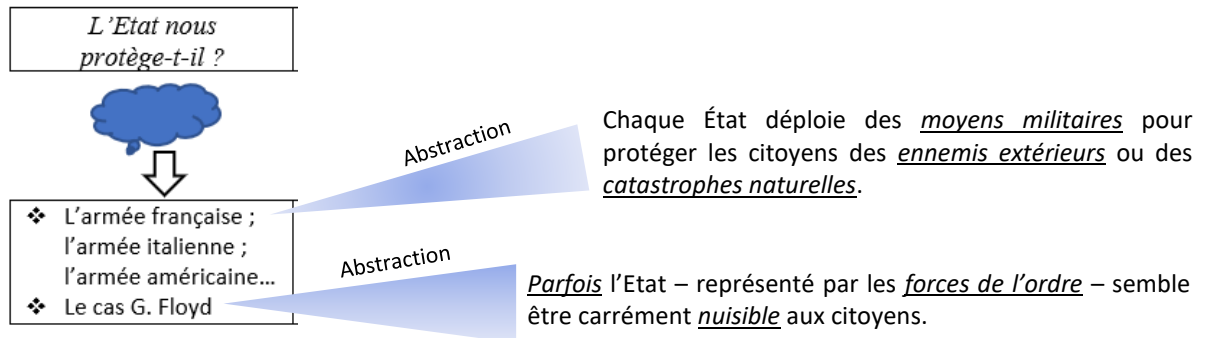 L'Etat nous
protège-t-il ?
Abstraction
Chaque État déploie des moyens militaires pour
protéger les citoyens des ennemis extérieurs ou des
catastrophes naturelles.
❖ L'armée française ;
l'armée italienne ;
l'armée américaine…
❖ Le cas G. Floyd
Abstraction
Parfois l'Etat – représenté par les forces de l'ordre – semble
être carrément nuisible aux citoyens.